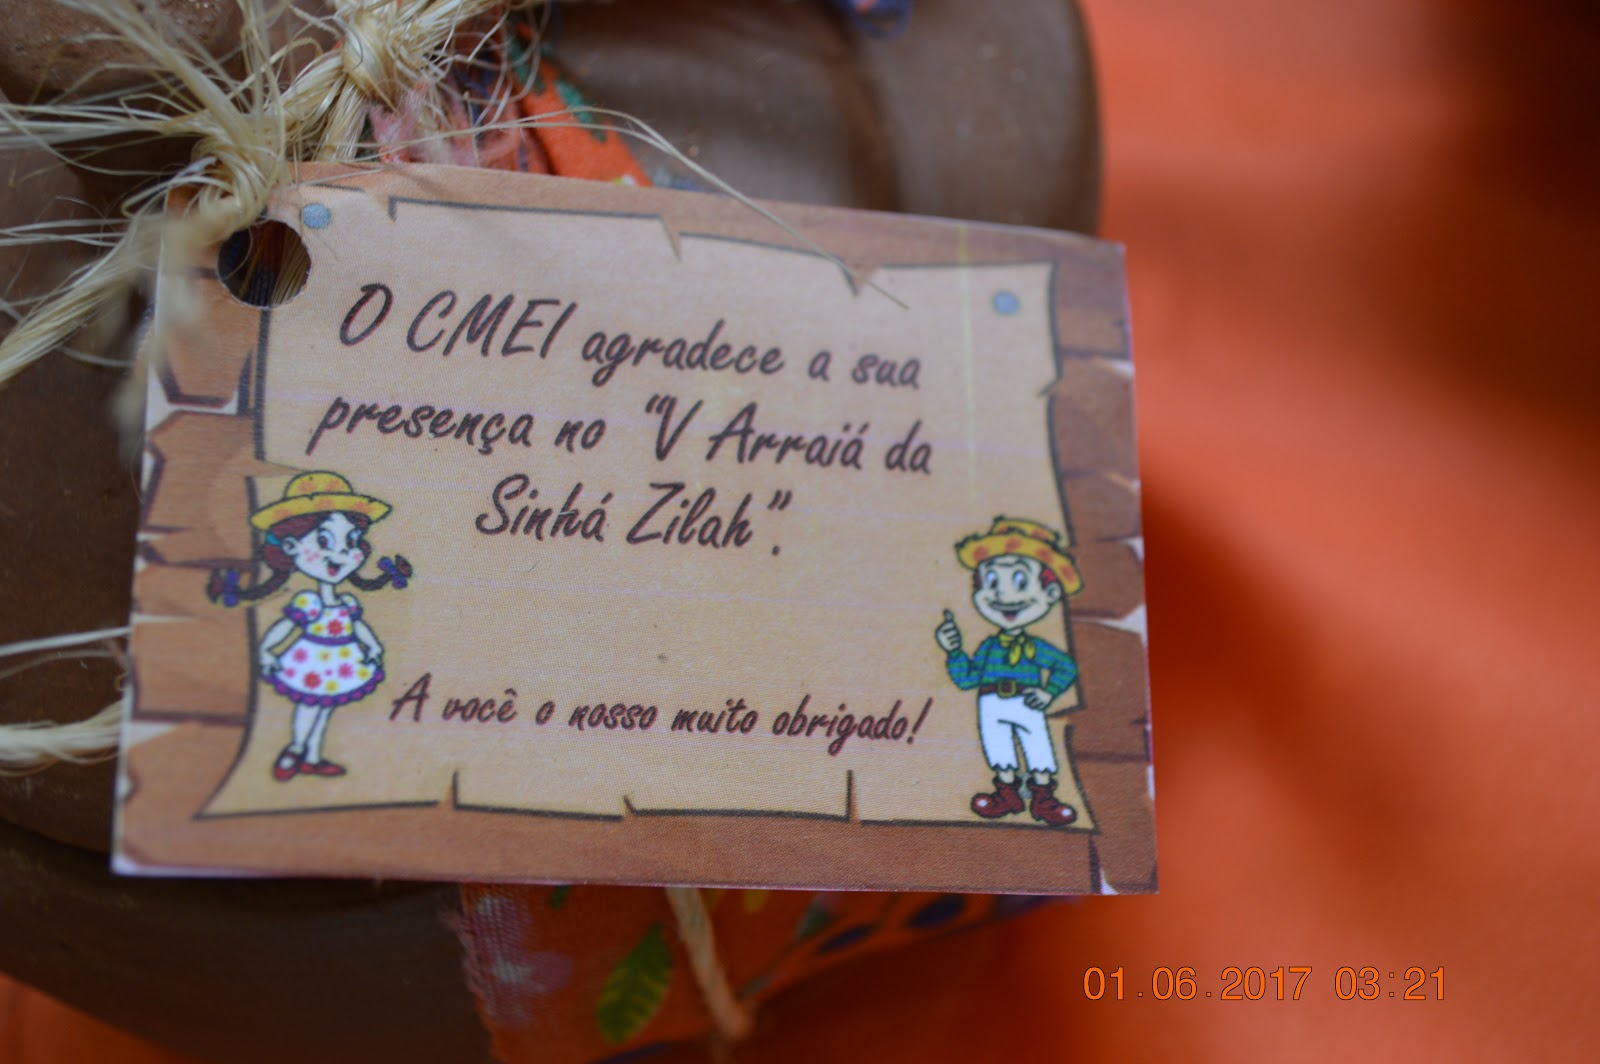 O CMEI agradece a sua
presença no “V Arraiá da
Sinhá Zilah”.
A você o nosso muito obrigado!
01.06.2017 03:21